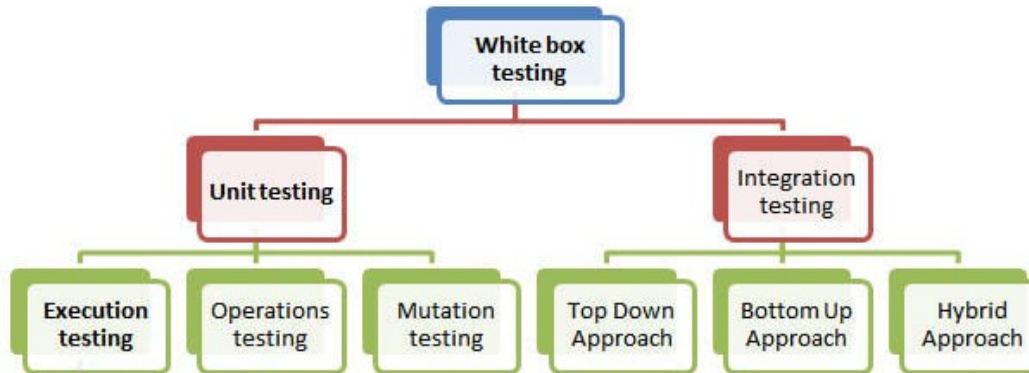 White box
testing
Unit testing
Integration
testing
Execution
testing
Operations
testing
Mutation
testing
Top Down
Approach
Bottom Up
Approach
Hybrid
Approach